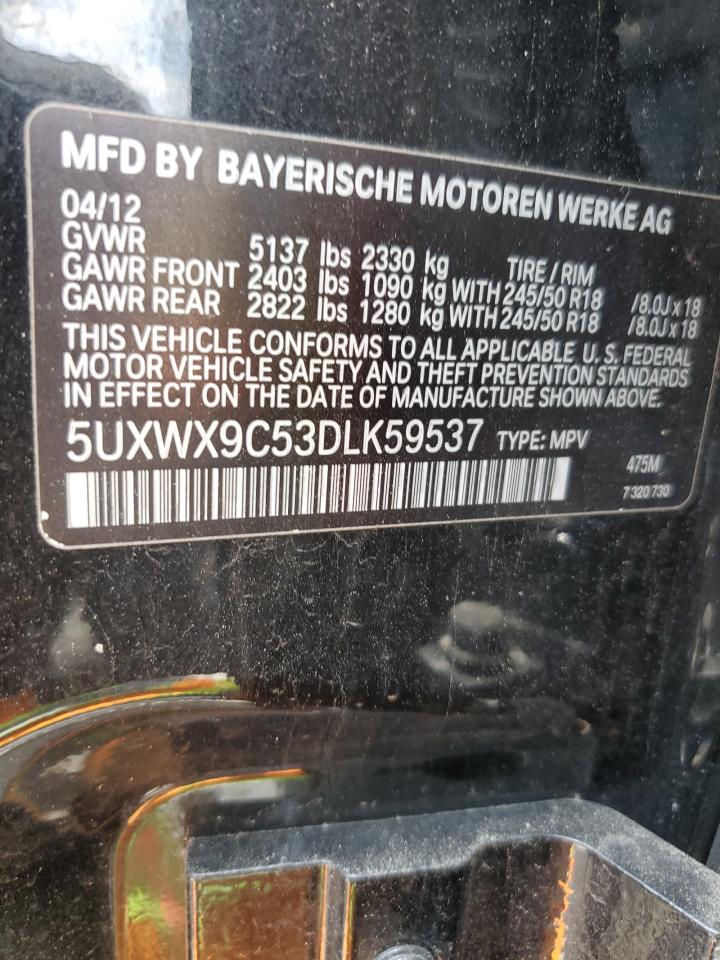 MFD BY BAYERISCHE MOTOREN WERKE AG
04/12
GVWR 5137 lbs 2330 kg TIRE / RIM
GAWR FRONT 2403 lbs 1090 kg WITH 245/50 R18 /8.0J x 18
GAWR REAR 2822 lbs 1280 kg WITH 245/50 R18 /8.0J x 18
THIS VEHICLE CONFORMS TO ALL APPLICABLE U. S. FEDERAL
MOTOR VEHICLE SAFETY AND THEFT PREVENTION STANDARDS
IN EFFECT ON THE DATE OF MANUFACTURE SHOWN ABOVE.
5UXWX9C53DLK59537 TYPE: MPV
475M
7 320 730